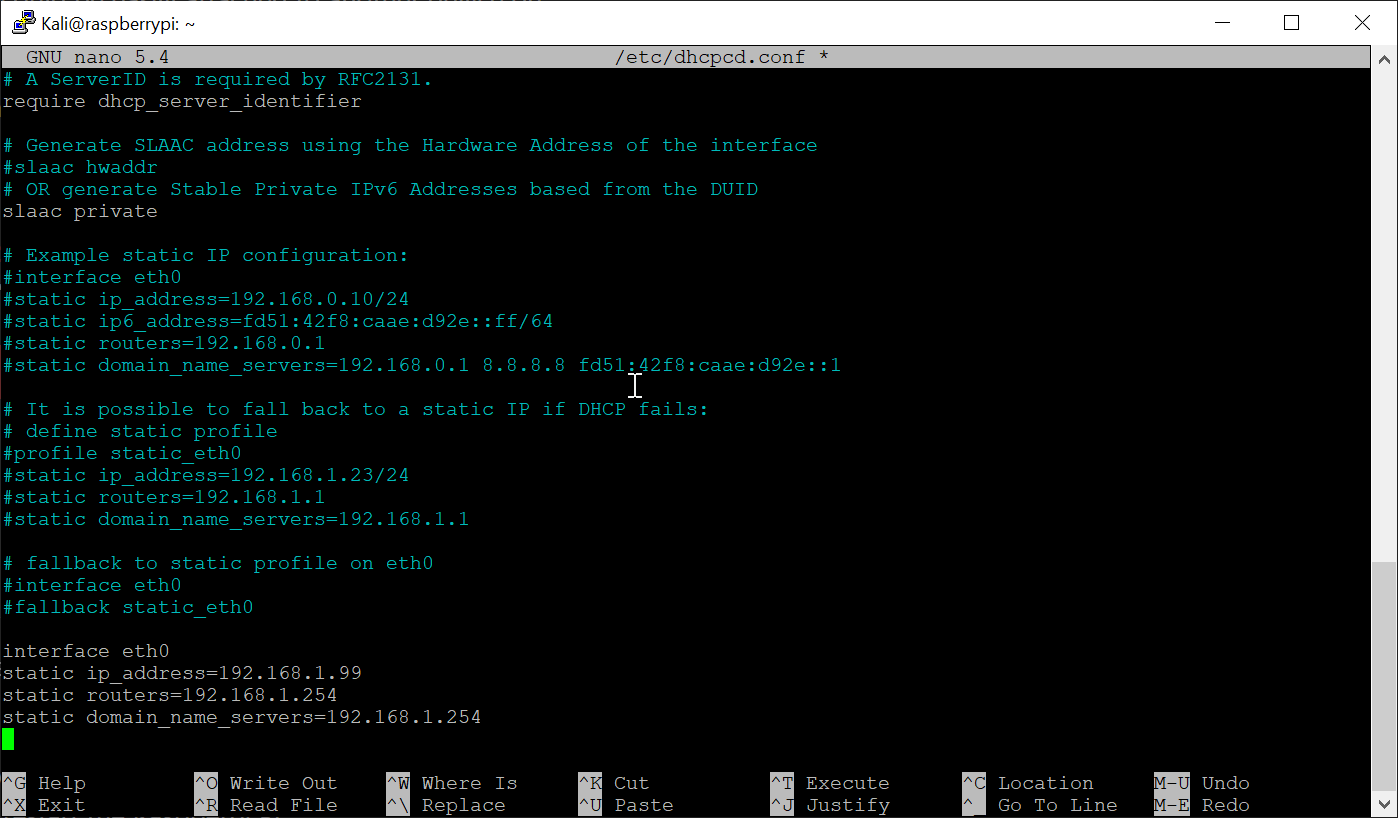 Kali@raspberrypi: ~
GNU nano 5.4 /etc/dhcpcd.conf *
# A ServerID is required by RFC2131.
require dhcp_server_identifier
# Generate SLAAC address using the Hardware Address of the interface
#slaac hwaddr
# OR generate Stable Private IPv6 Addresses based from the DUID
slaac private
# Example static IP configuration:
#interface eth0
#static ip_address=192.168.0.10/24
#static ip6_address=fd51:42f8:caae:d92e::ff/64
#static routers=192.168.0.1
#static domain_name_servers=192.168.0.1 8.8.8.8 fd51:42f8:caae:d92e::1
# It is possible to fall back to a static IP if DHCP fails:
# define static profile
#profile static_eth0
#static ip_address=192.168.1.23/24
#static routers=192.168.1.1
#static domain_name_servers=192.168.1.1
# fallback to static profile on eth0
#interface eth0
#fallback static_eth0
interface eth0
static ip_address=192.168.1.99
static routers=192.168.1.254
static domain_name_servers=192.168.1.254
^G Help ^O Write Out ^W Where Is ^K Cut ^T Execute ^C Location M-U Undo
^X Exit ^R Read File ^\ Replace ^U Paste ^J Justify ^_ Go To Line M-E Redo